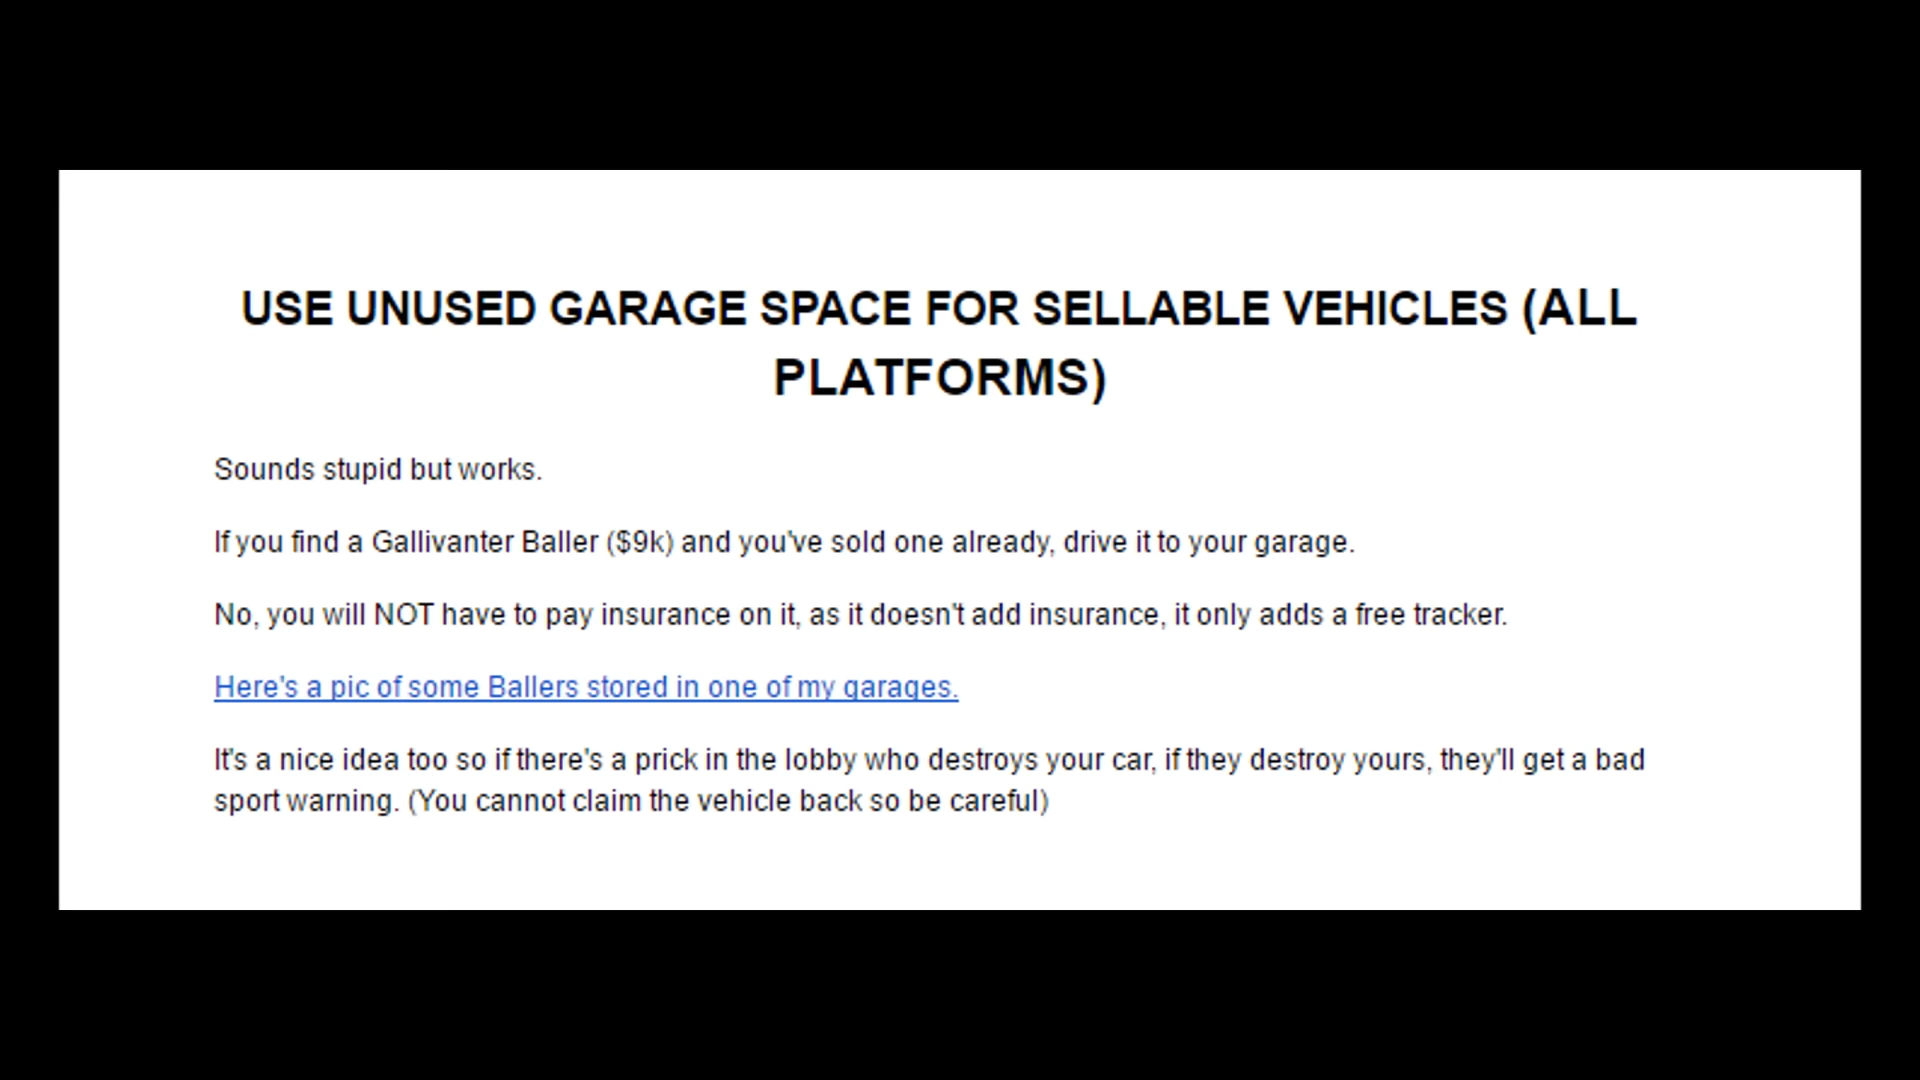 USE UNUSED GARAGE SPACE FOR SELLABLE VEHICLES (ALL
PLATFORMS)
Sounds stupid but works.
If you find a Gallivanter Baller ($9k) and you've sold one already, drive it to your garage.
No, you will NOT have to pay insurance on it, as it doesn't add insurance, it only adds a free tracker.
Here's a pic of some Ballers stored in one of my garages.
It's a nice idea too so if there's a prick in the lobby who destroys your car, if they destroy yours, they'll get a bad
sport warning. (You cannot claim the vehicle back so be careful)